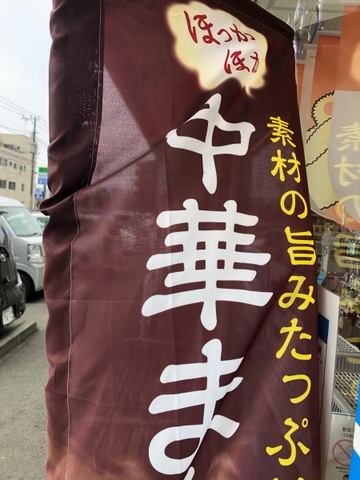 ほっか
ほか
中華ま
素材の旨みたっぷ